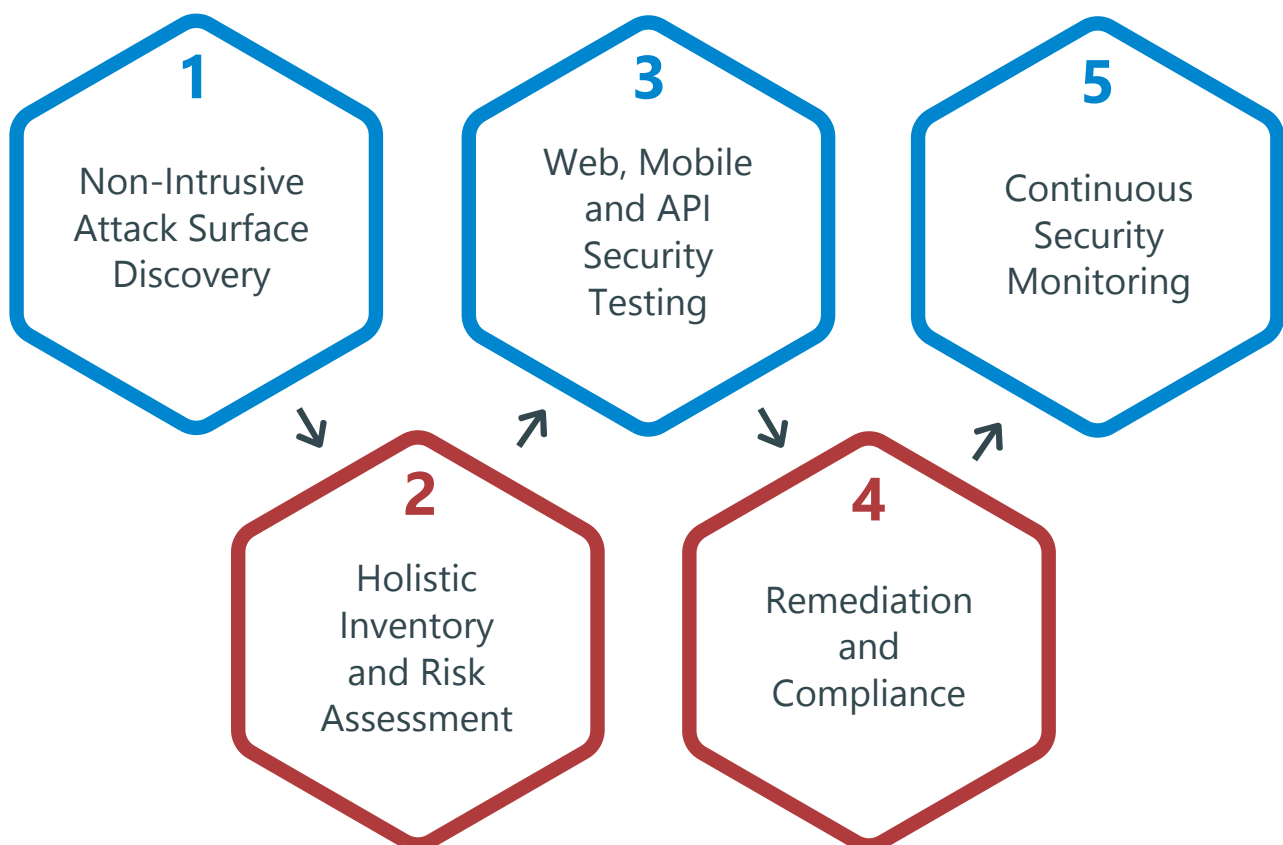 1
Non-Intrusive
Attack Surface
Discovery
2
Holistic
Inventory
and Risk
Assessment
3
Web, Mobile
and API
Security
Testing
4
Remediation
and
Compliance
5
Continuous
Security
Monitoring